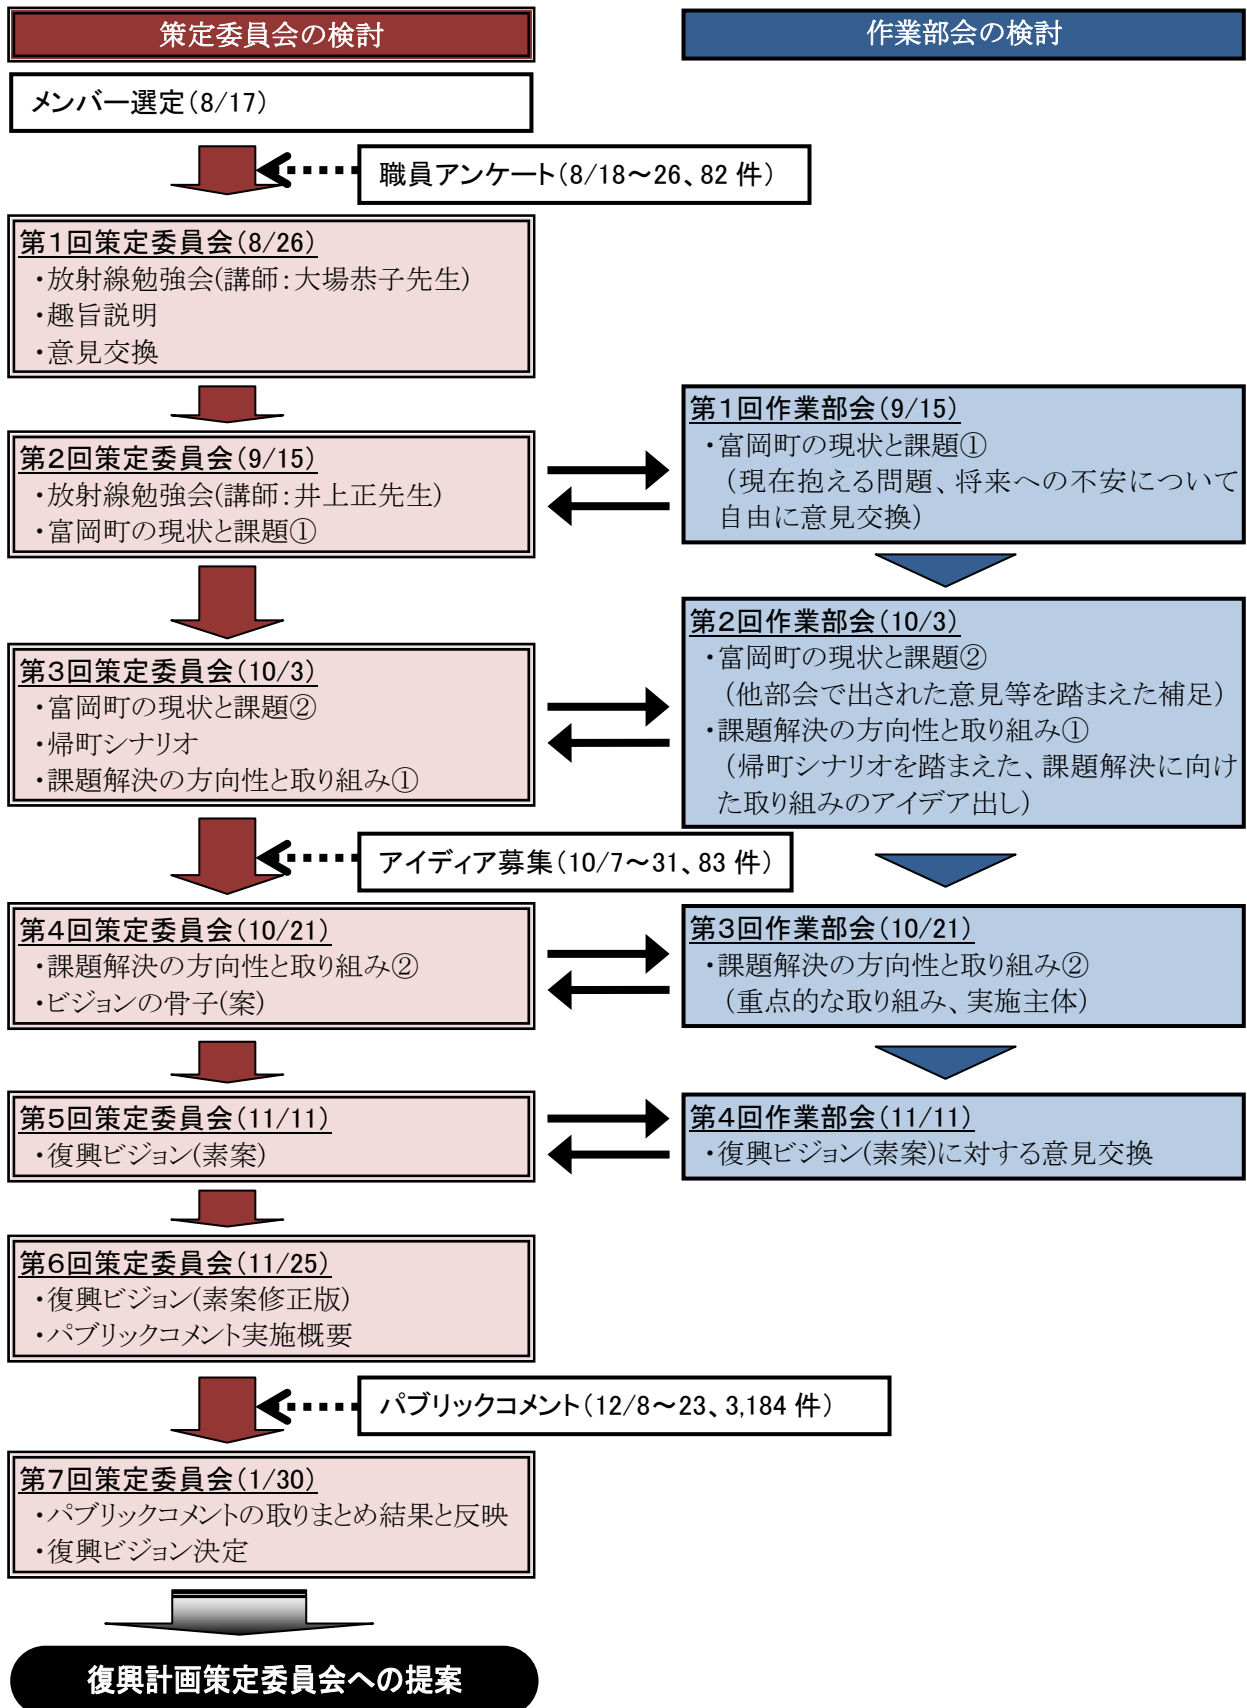 策定委員会の検討
作業部会の検討
メンバー選定(8/17)
職員アンケート(8/18～26、82 件)
第1回策定委員会(8/26)
・放射線勉強会(講師：大場恭子先生)
・趣旨説明
・意見交換
第2回策定委員会(9/15)
・放射線勉強会(講師：井上正先生)
・富岡町の現状と課題①
第1回作業部会(9/15)
・富岡町の現状と課題①
(現在抱える問題、将来への不安について
自由に意見交換)
第3回策定委員会(10/3)
・富岡町の現状と課題②
・帰町シナリオ
・課題解決の方向性と取り組み①
第2回作業部会(10/3)
・富岡町の現状と課題②
(他部会で出された意見等を踏まえた補足)
・課題解決の方向性と取り組み①
(帰町シナリオを踏まえた、課題解決に向け
た取り組みのアイデア出し)
アイディア募集(10/7～31、83 件)
第4回策定委員会(10/21)
・課題解決の方向性と取り組み②
・ビジョンの骨子(案)
第3回作業部会(10/21)
・課題解決の方向性と取り組み②
(重点的な取り組み、実施主体)
第5回策定委員会(11/11)
・復興ビジョン(素案)
第4回作業部会(11/11)
・復興ビジョン(素案)に対する意見交換
第6回策定委員会(11/25)
・復興ビジョン(素案修正版)
・パブリックコメント実施概要
パブリックコメント(12/8～23、3,184 件)
第7回策定委員会(1/30)
・パブリックコメントの取りまとめ結果と反映
・復興ビジョン決定
復興計画策定委員会への提案